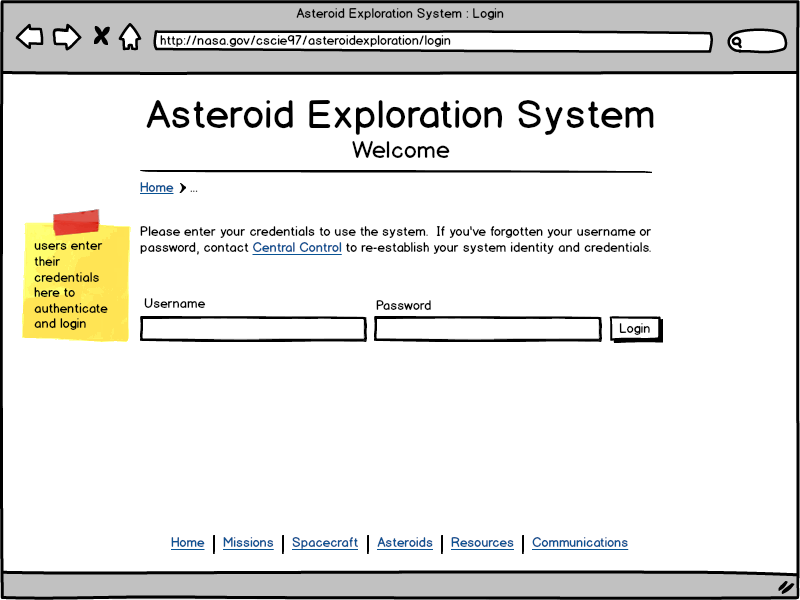 Asteroid Exploration System : Login
http://nasa.gov/cscie97/asteroidexploration/login
Asteroid Exploration System
Welcome
Home > ...
Please enter your credentials to use the system. If you've forgotten your username or
password, contact Central Control to re-establish your system identity and credentials.
users enter
their
credentials
here to
authenticate
and login
Username
Password
Login
Home | Missions | Spacecraft | Asteroids | Resources | Communications